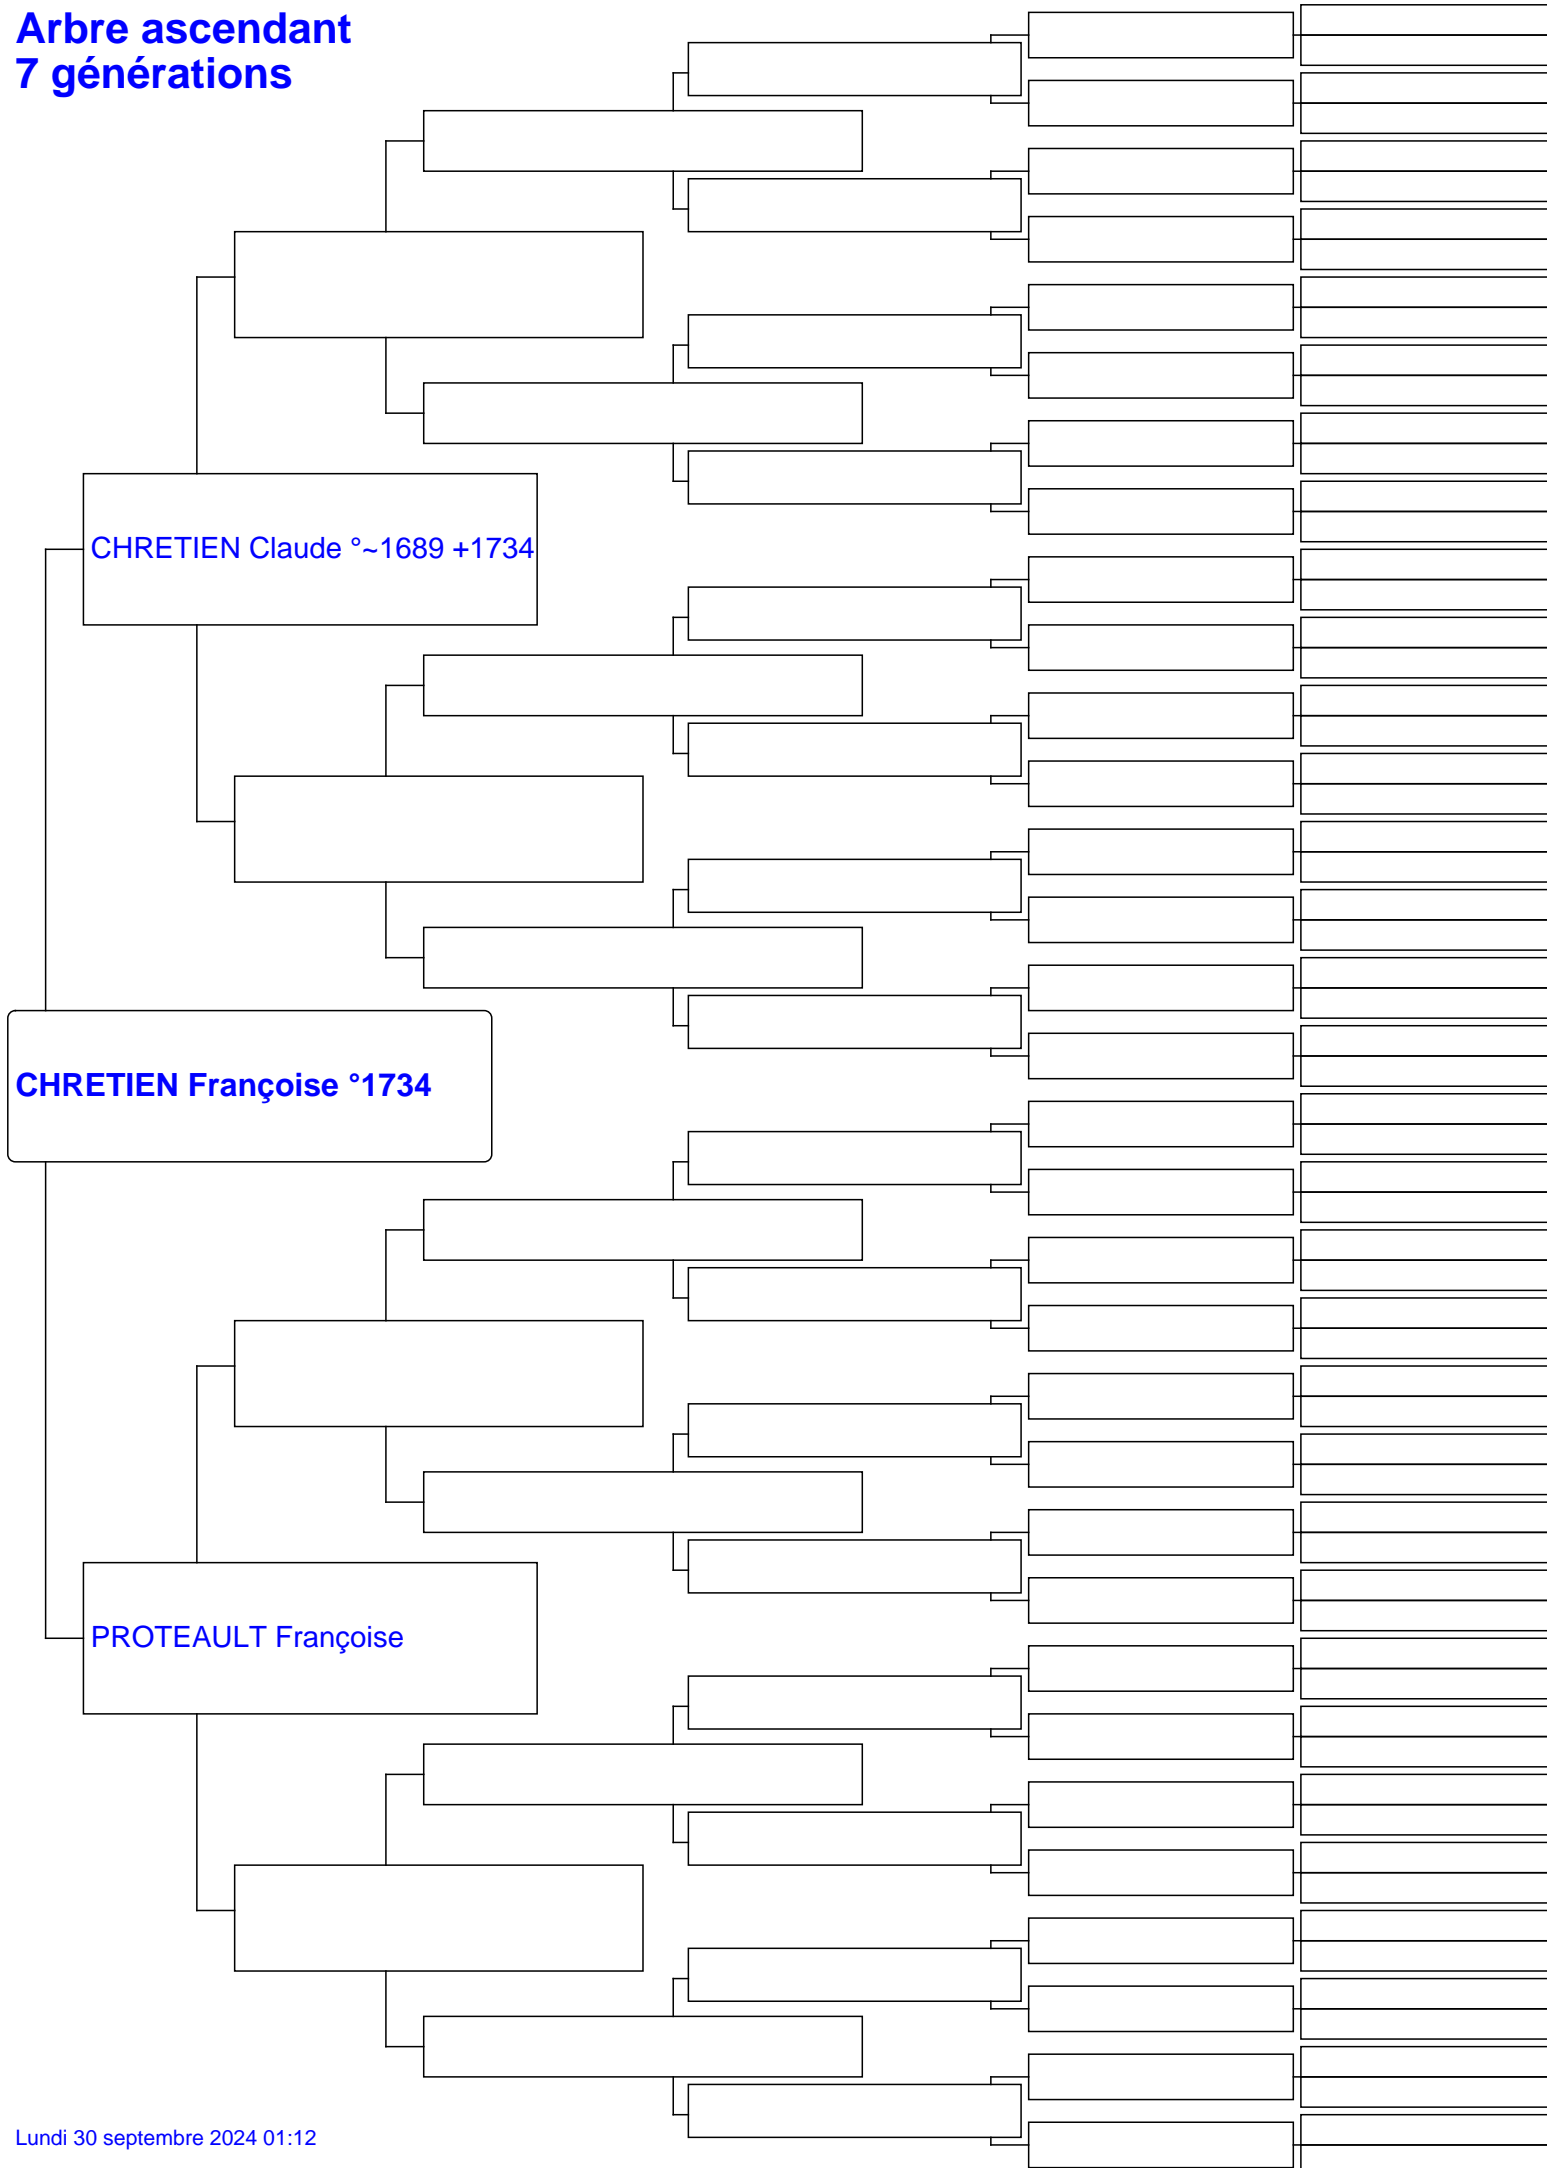 Arbre ascendant
7 générations
CHRETIEN Claude °~1689 +1734
CHRETIEN Françoise °1734
PROTEAULT Françoise
Lundi 30 septembre 2024 01:12